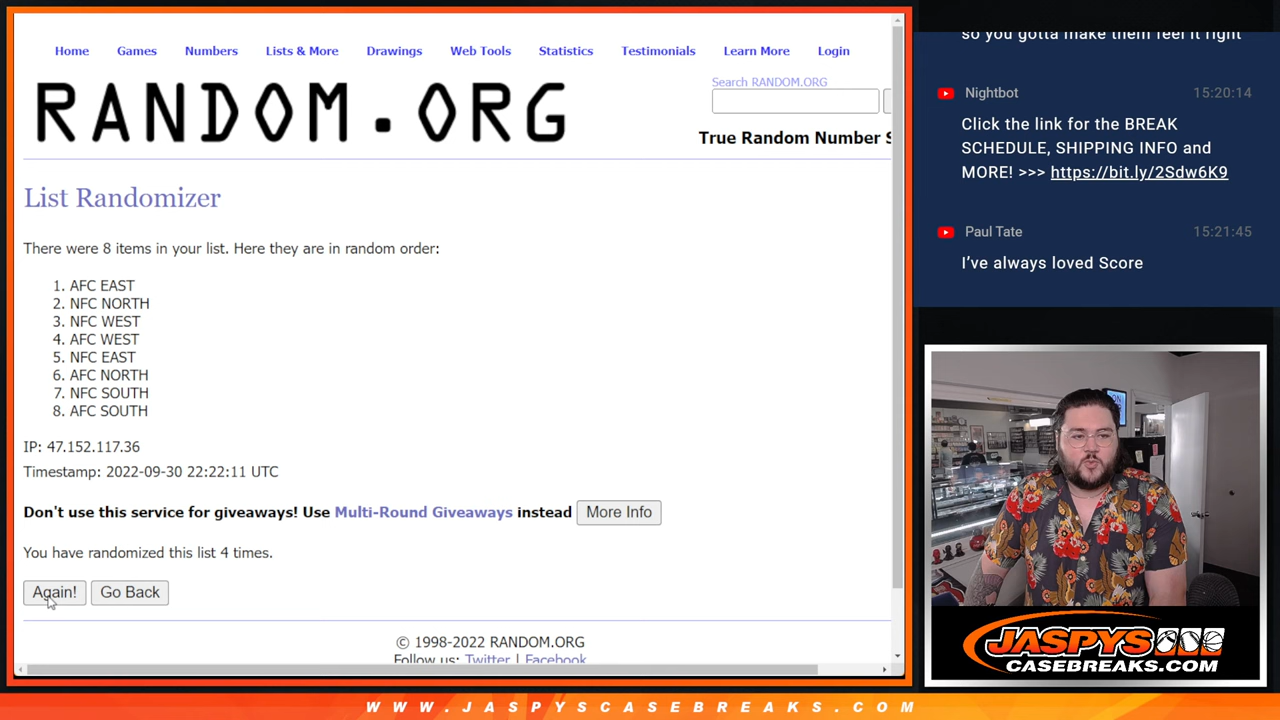 Home Games Numbers Lists & More Drawings Web Tools Statistics Testimonials Learn More Login
RANDOM.ORG
Search RANDOM.ORG
True Random Number S
List Randomizer
There were 8 items in your list. Here they are in random order:
1. AFC EAST
2. NFC NORTH
3. NFC WEST
4. AFC WEST
5. NFC EAST
6. AFC NORTH
7. NFC SOUTH
8. AFC SOUTH
IP: 47.152.117.36
Timestamp: 2022-09-30 22:22:11 UTC
Don't use this service for giveaways! Use Multi-Round Giveaways instead More Info
You have randomized this list 4 times.
Again! Go Back
© 1998-2022 RANDOM.ORG
Follow us: Twitter | Facebook
so you gotta make them feel it right
Nightbot 15:20:14
Click the link for the BREAK
SCHEDULE, SHIPPING INFO and
MORE! >>> https://bit.ly/2Sdw6K9
Paul Tate 15:21:45
I've always loved Score
JASPYS
CASEBREAKS.COM
WWW.JASPYSCASEBREAKS.COM